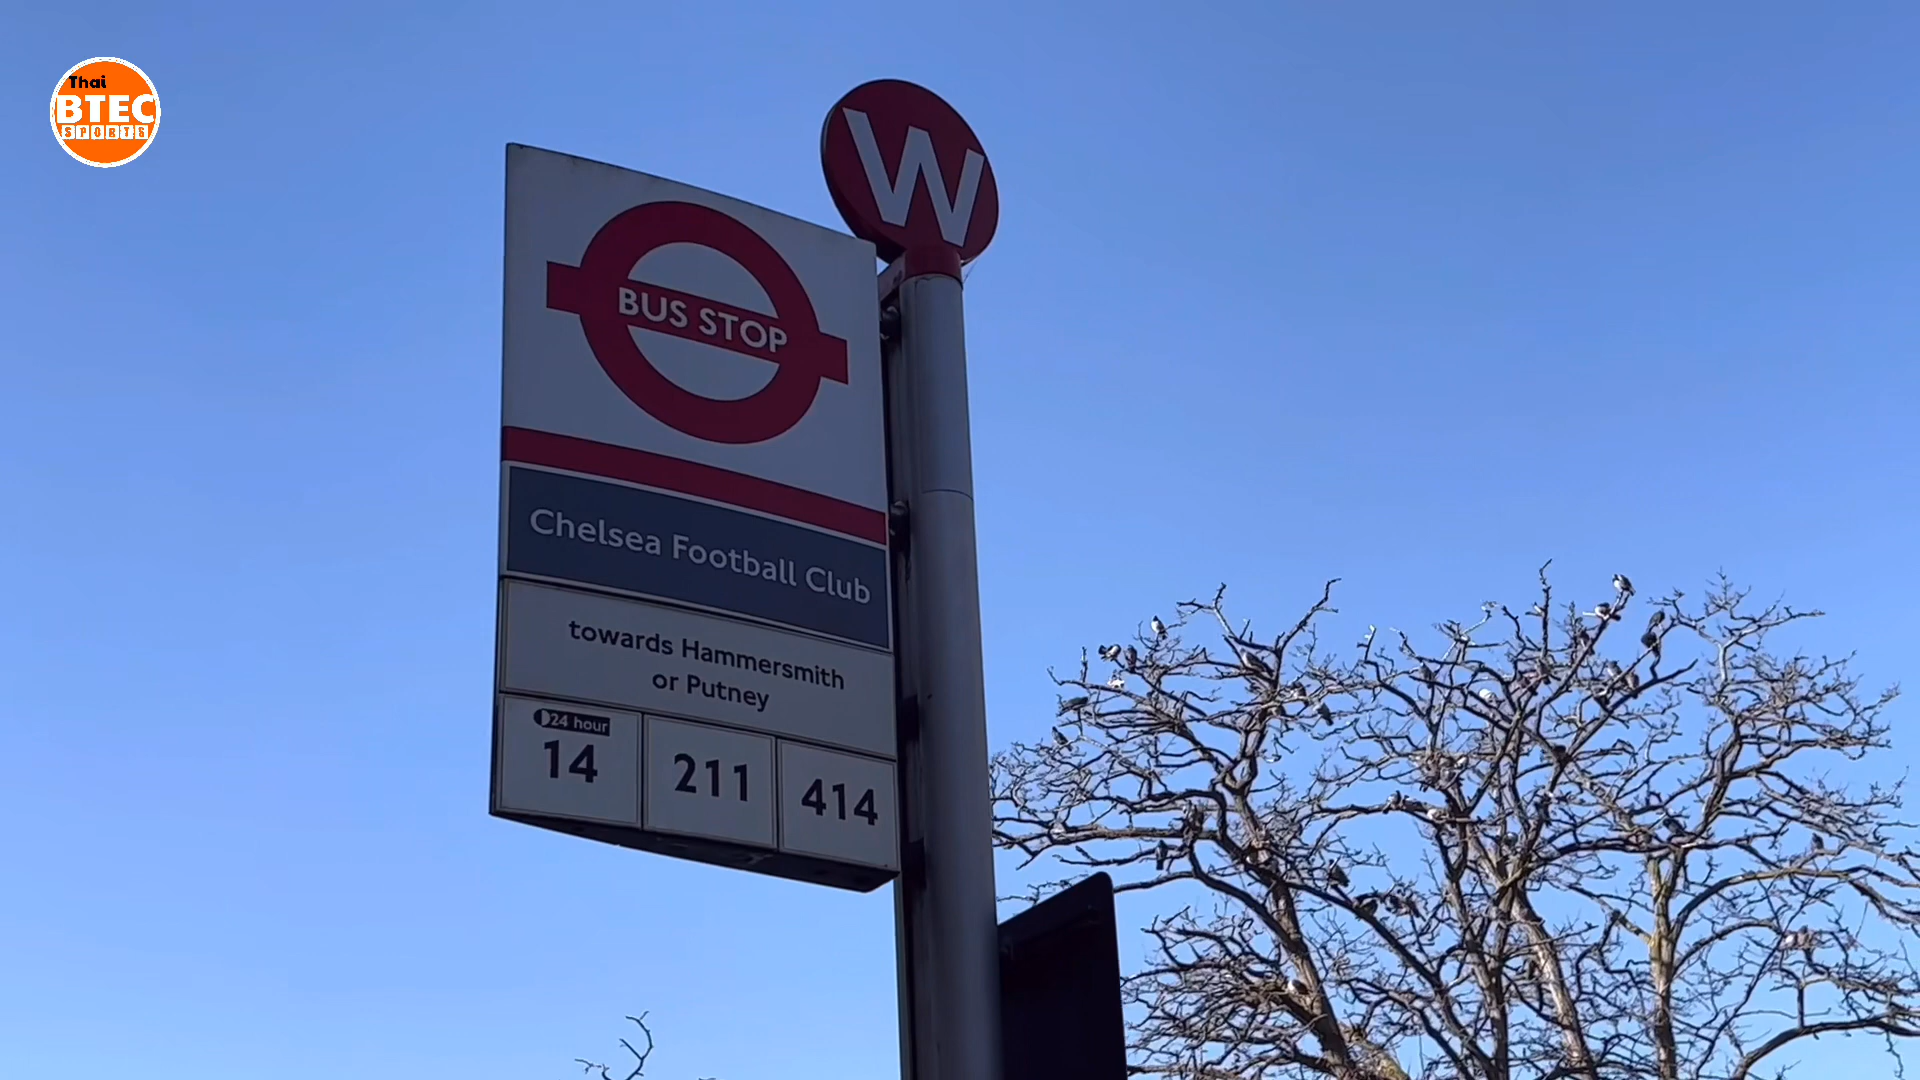 Thai
BTEC
SPORTS
W
BUS STOP
Chelsea Football Club
towards Hammersmith
or Putney
24 hour
14
211
414